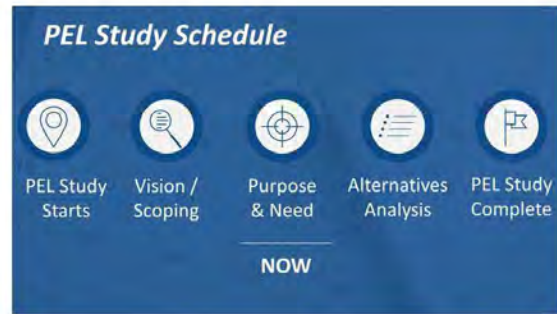 PEL Study Schedule
PEL Study
Starts
Vision /
Scoping
Purpose
& Need
Alternatives
Analysis
PEL Study
Complete
NOW